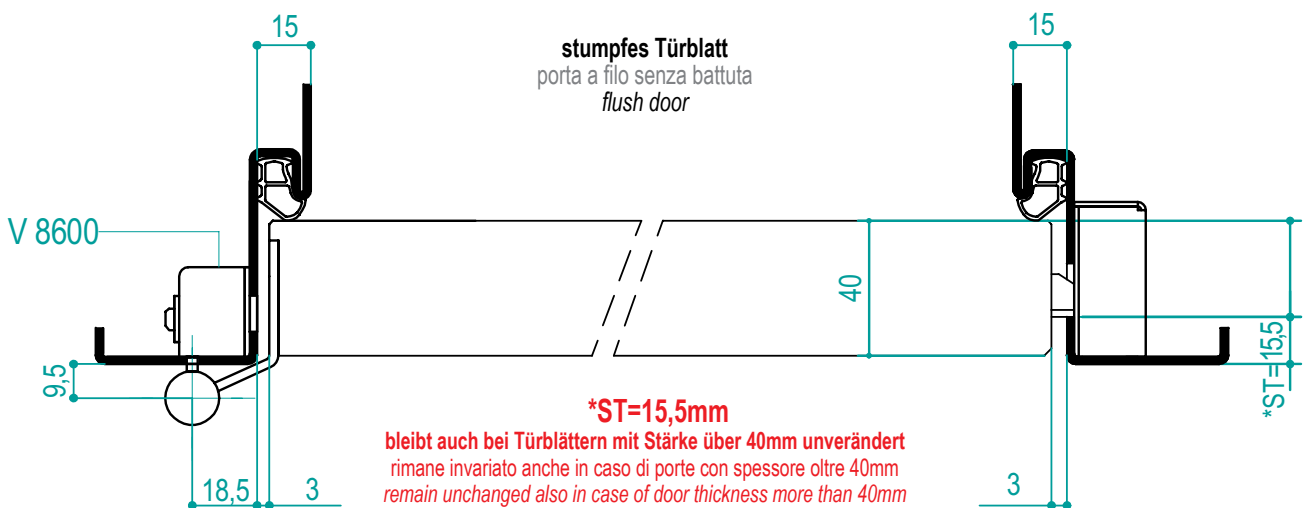 15
stumpfes Türblatt
porta a filo senza battuta
flush door
15
V 8600
40
9,5
*ST=15,5
*ST=15,5mm
bleibt auch bei Türblättern mit Stärke über 40mm unverändert
rimane invariato anche in caso di porte con spessore oltre 40mm
remain unchanged also in case of door thickness more than 40mm
18,5
3
3